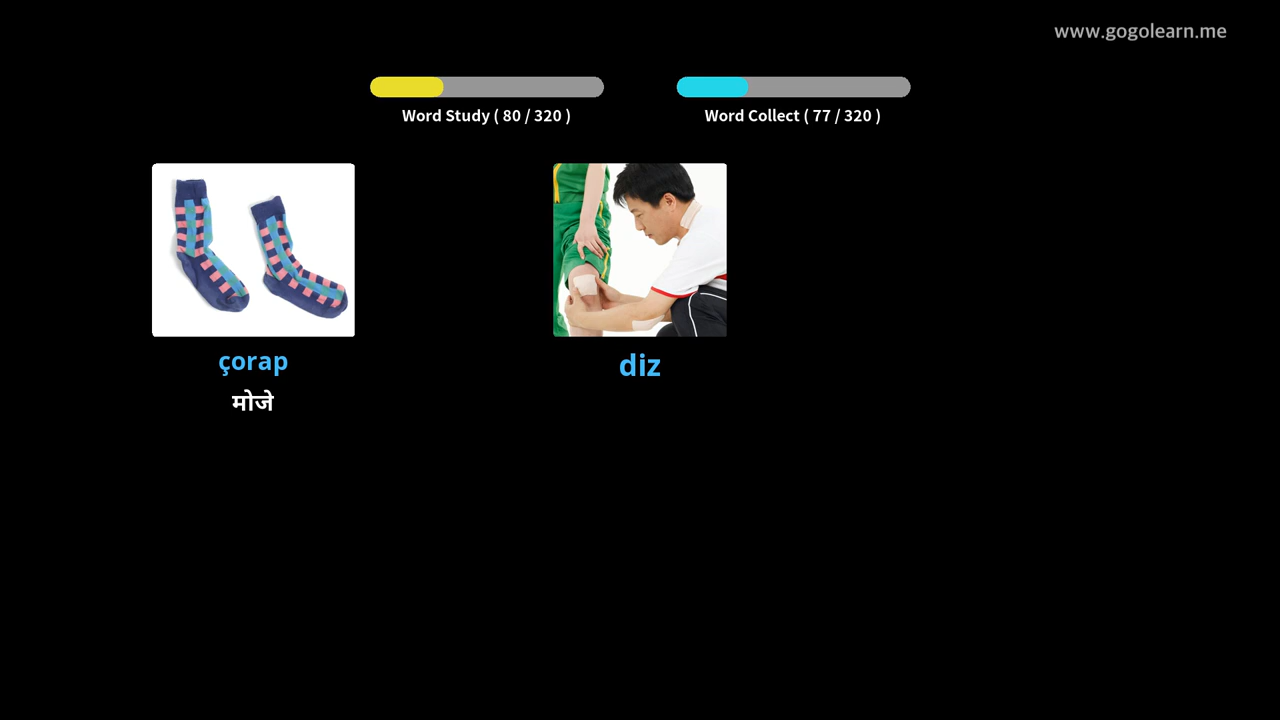 www.gogolearn.me
Word Study ( 80 / 320 )
Word Collect ( 77 / 320 )
çorap
मोजे
diz